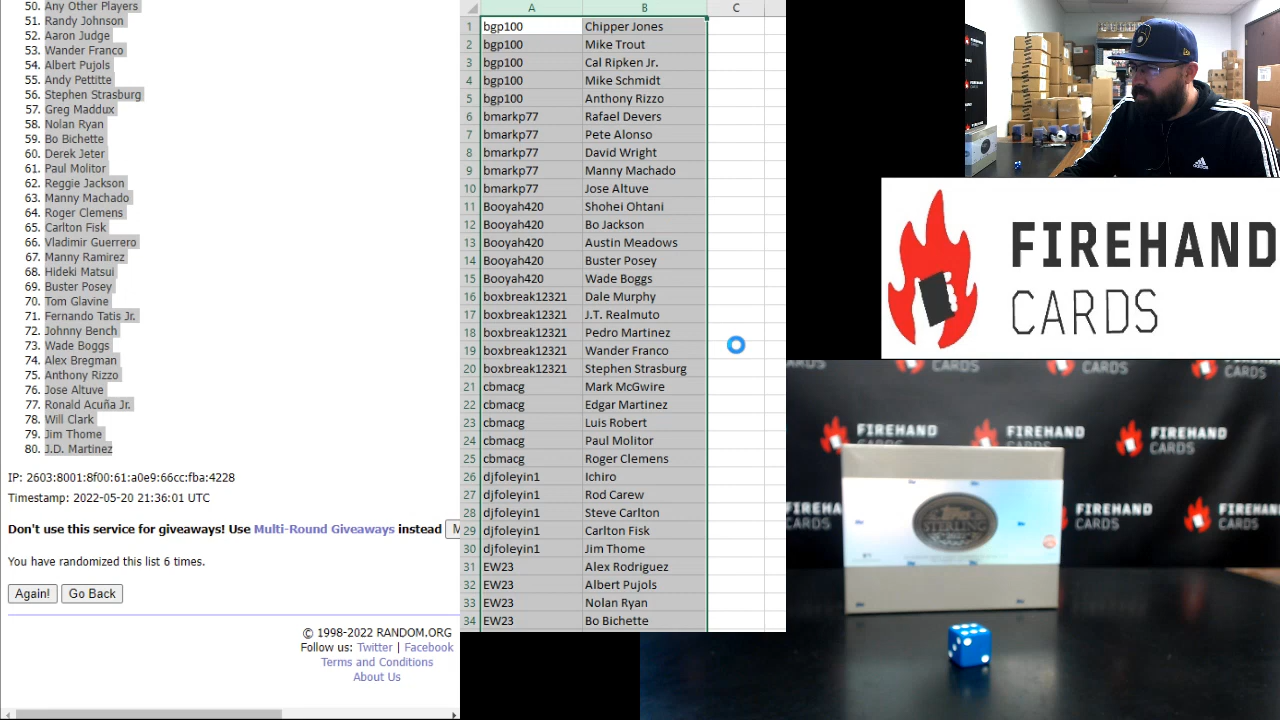 50. Any Other Players
51. Randy Johnson
52. Aaron Judge
53. Wander Franco
54. Albert Pujols
55. Andy Pettitte
56. Stephen Strasburg
57. Greg Maddux
58. Nolan Ryan
59. Bo Bichette
60. Derek Jeter
61. Paul Molitor
62. Reggie Jackson
63. Manny Machado
64. Roger Clemens
65. Carlton Fisk
66. Vladimir Guerrero
67. Manny Ramirez
68. Hideki Matsui
69. Buster Posey
70. Tom Glavine
71. Fernando Tatis Jr.
72. Johnny Bench
73. Wade Boggs
74. Alex Bregman
75. Anthony Rizzo
76. Jose Altuve
77. Ronald Acuña Jr.
78. Will Clark
79. Jim Thome
80. J.D. Martinez
IP: 2603:8001:8f00:61:a0e9:66cc:fba:4228
Timestamp: 2022-05-20 21:36:01 UTC
Don't use this service for giveaways! Use Multi-Round Giveaways instead M
You have randomized this list 6 times.
Again! Go Back
© 1998-2022 RANDOM.ORG
Follow us: Twitter | Facebook
Terms and Conditions
About Us
A B C
1 bgp100 Chipper Jones
2 bgp100 Mike Trout
3 bgp100 Cal Ripken Jr.
4 bgp100 Mike Schmidt
5 bgp100 Anthony Rizzo
6 bmarkp77 Rafael Devers
7 bmarkp77 Pete Alonso
8 bmarkp77 David Wright
9 bmarkp77 Manny Machado
10 bmarkp77 Jose Altuve
11 Booyah420 Shohei Ohtani
12 Booyah420 Bo Jackson
13 Booyah420 Austin Meadows
14 Booyah420 Buster Posey
15 Booyah420 Wade Boggs
16 boxbreak12321 Dale Murphy
17 boxbreak12321 J.T. Realmuto
18 boxbreak12321 Pedro Martinez
19 boxbreak12321 Wander Franco
20 boxbreak12321 Stephen Strasburg
21 cbmacg Mark McGwire
22 cbmacg Edgar Martinez
23 cbmacg Luis Robert
24 cbmacg Paul Molitor
25 cbmacg Roger Clemens
26 djfoleyin1 Ichiro
27 djfoleyin1 Rod Carew
28 djfoleyin1 Steve Carlton
29 djfoleyin1 Carlton Fisk
30 djfoleyin1 Jim Thome
31 EW23 Alex Rodriguez
32 EW23 Albert Pujols
33 EW23 Nolan Ryan
34 EW23 Bo Bichette
adidas
FIREHAND
CARDS
FIREHAND
CARDS
FIREHAND
CARDS
FIREHAND
CARDS
Topps
STERLING
FIREHAND
CARDS